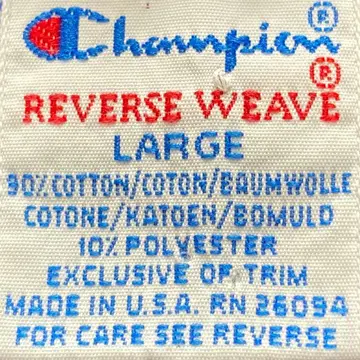 Champion ®
REVERSE WEAVE ®
LARGE
90% COTTON/COTON/BAUMWOLLE
COTONE/KATOEN/BOMULD
10% POLYESTER
EXCLUSIVE OF TRIM
MADE IN U.S.A. RN 26094
FOR CARE SEE REVERSE